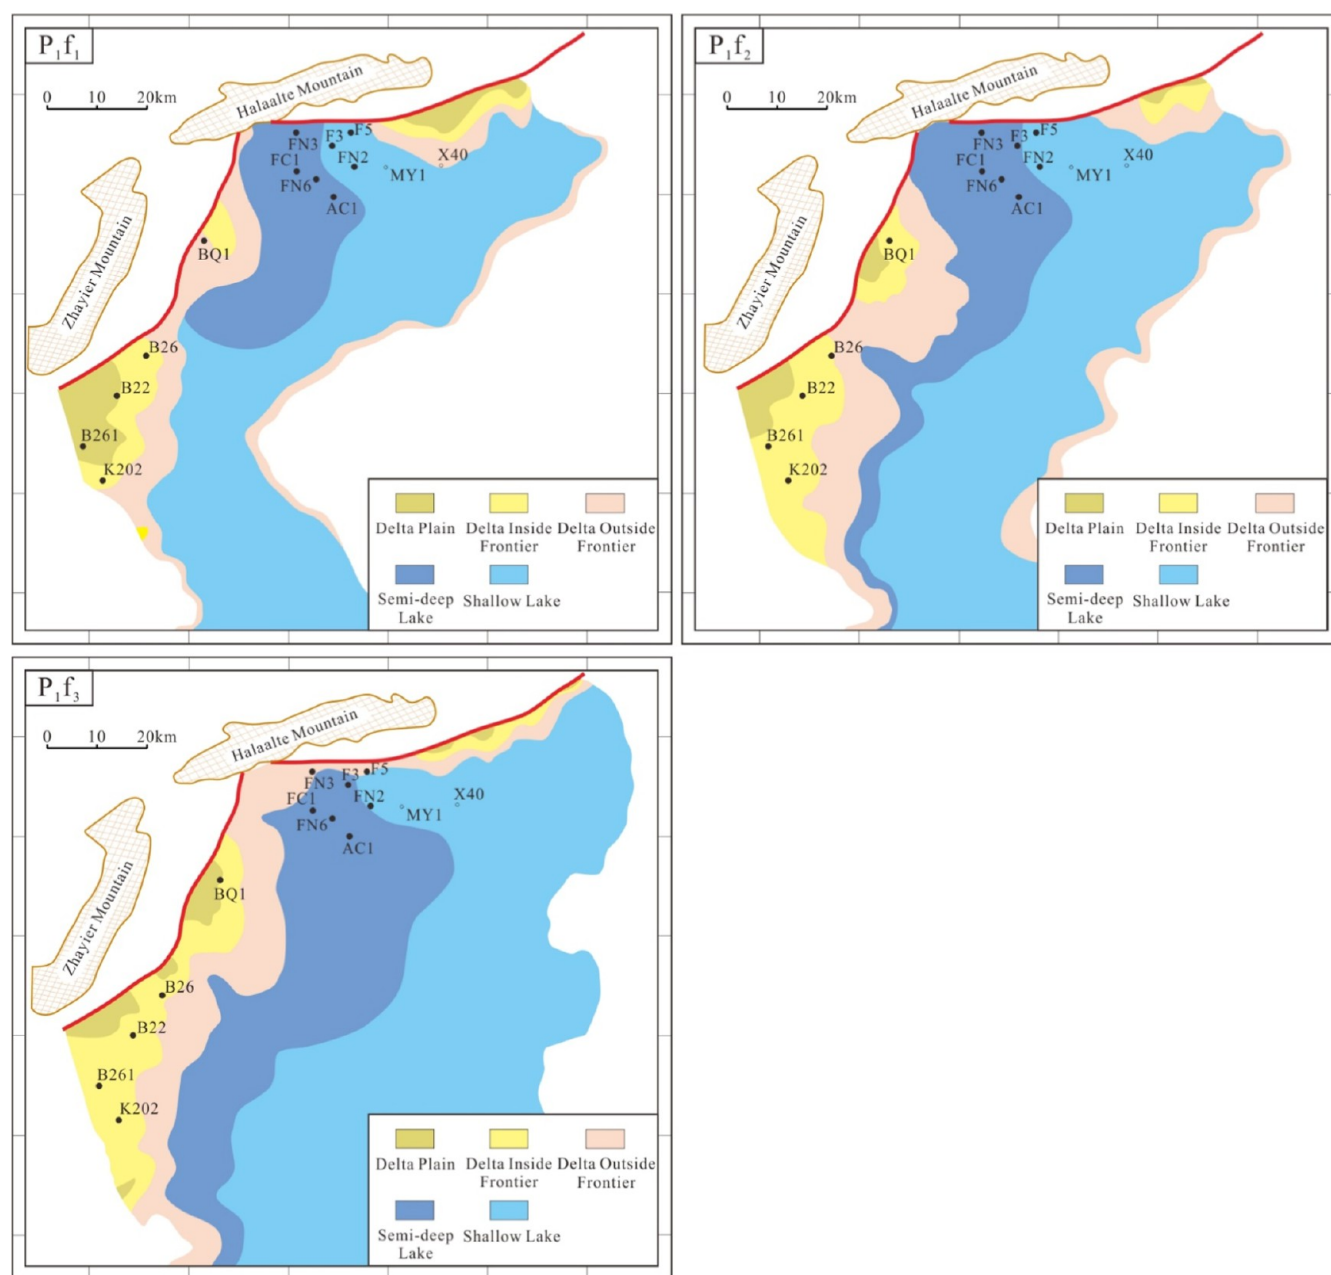 P₁f₁
Halaalte Mountain
0 10 20km
F3 F5
FN3
FC1 FN2 X40
FN6 MY1
AC1
Zhayier Mountain
BQ1
B26
B22
B261
K202
Delta Plain Delta Inside Frontier Delta Outside Frontier
Semi-deep Lake Shallow Lake
P₁f₂
Halaalte Mountain
0 10 20km
F3 F5
FN3
FC1 FN2 X40
FN6 MY1
AC1
Zhayier Mountain
BQ1
B26
B22
B261
K202
Delta Plain Delta Inside Frontier Delta Outside Frontier
Semi-deep Lake Shallow Lake
P₁f₃
Halaalte Mountain
0 10 20km
F3 F5
FN3
FC1 FN2 X40
FN6 MY1
AC1
Zhayier Mountain
BQ1
B26
B22
B261
K202
Delta Plain Delta Inside Frontier Delta Outside Frontier
Semi-deep Lake Shallow Lake